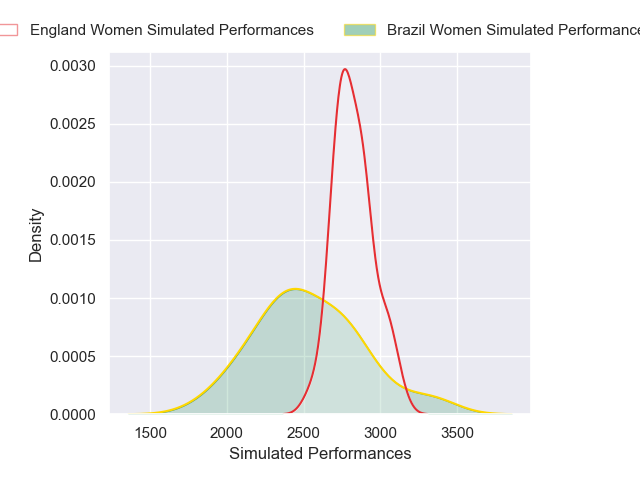 England Women Simulated Performances
Brazil Women Simulated Performance
0.0030
0.0025
0.0020
0.0015
0.0010
0.0005
0.0000
Density
1500 2000 2500 3000 3500
Simulated Performances